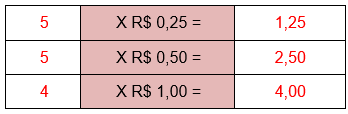 5 X R$ 0,25 = 1,25
5 X R$ 0,50 = 2,50
4 X R$ 1,00 = 4,00